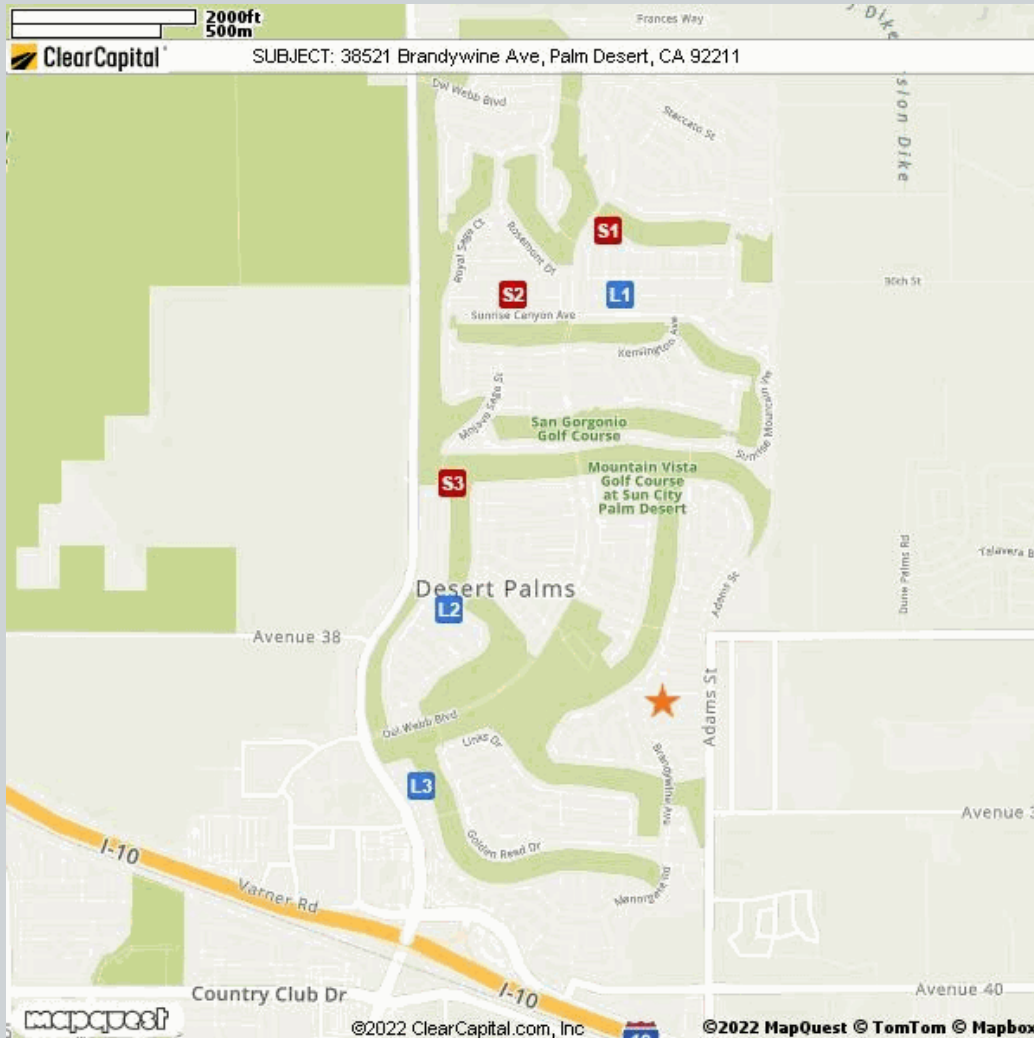 2000ft
500m
ClearCapital
SUBJECT: 38521 Brandywine Ave, Palm Desert, CA 92211
Frances Way
Dike
sion Dike
Del Webb Blvd
Staccato St
Royal Sage Ct
Rosemont Dr
S1
S2
L1
Sunrise Canyon Ave
Kensington Ave
Mojave Sage St
San Gorgonio
Golf Course
Sunrise Mountain Vw
Mountain Vista
Golf Course
at Sun City
Palm Desert
S3
Desert Palms
L2
Avenue 38
Adams St
Adams St
Dune Palms Rd
Talavera B
Del Webb Blvd
Links Dr
L3
Brandywine Ave
Avenue 3
Golden Reed Dr
Manorgate Rd
I-10
Varner Rd
I-10
Country Club Dr
Avenue 40
mapquest
©2022 ClearCapital.com, Inc
©2022 MapQuest © TomTom © Mapbox